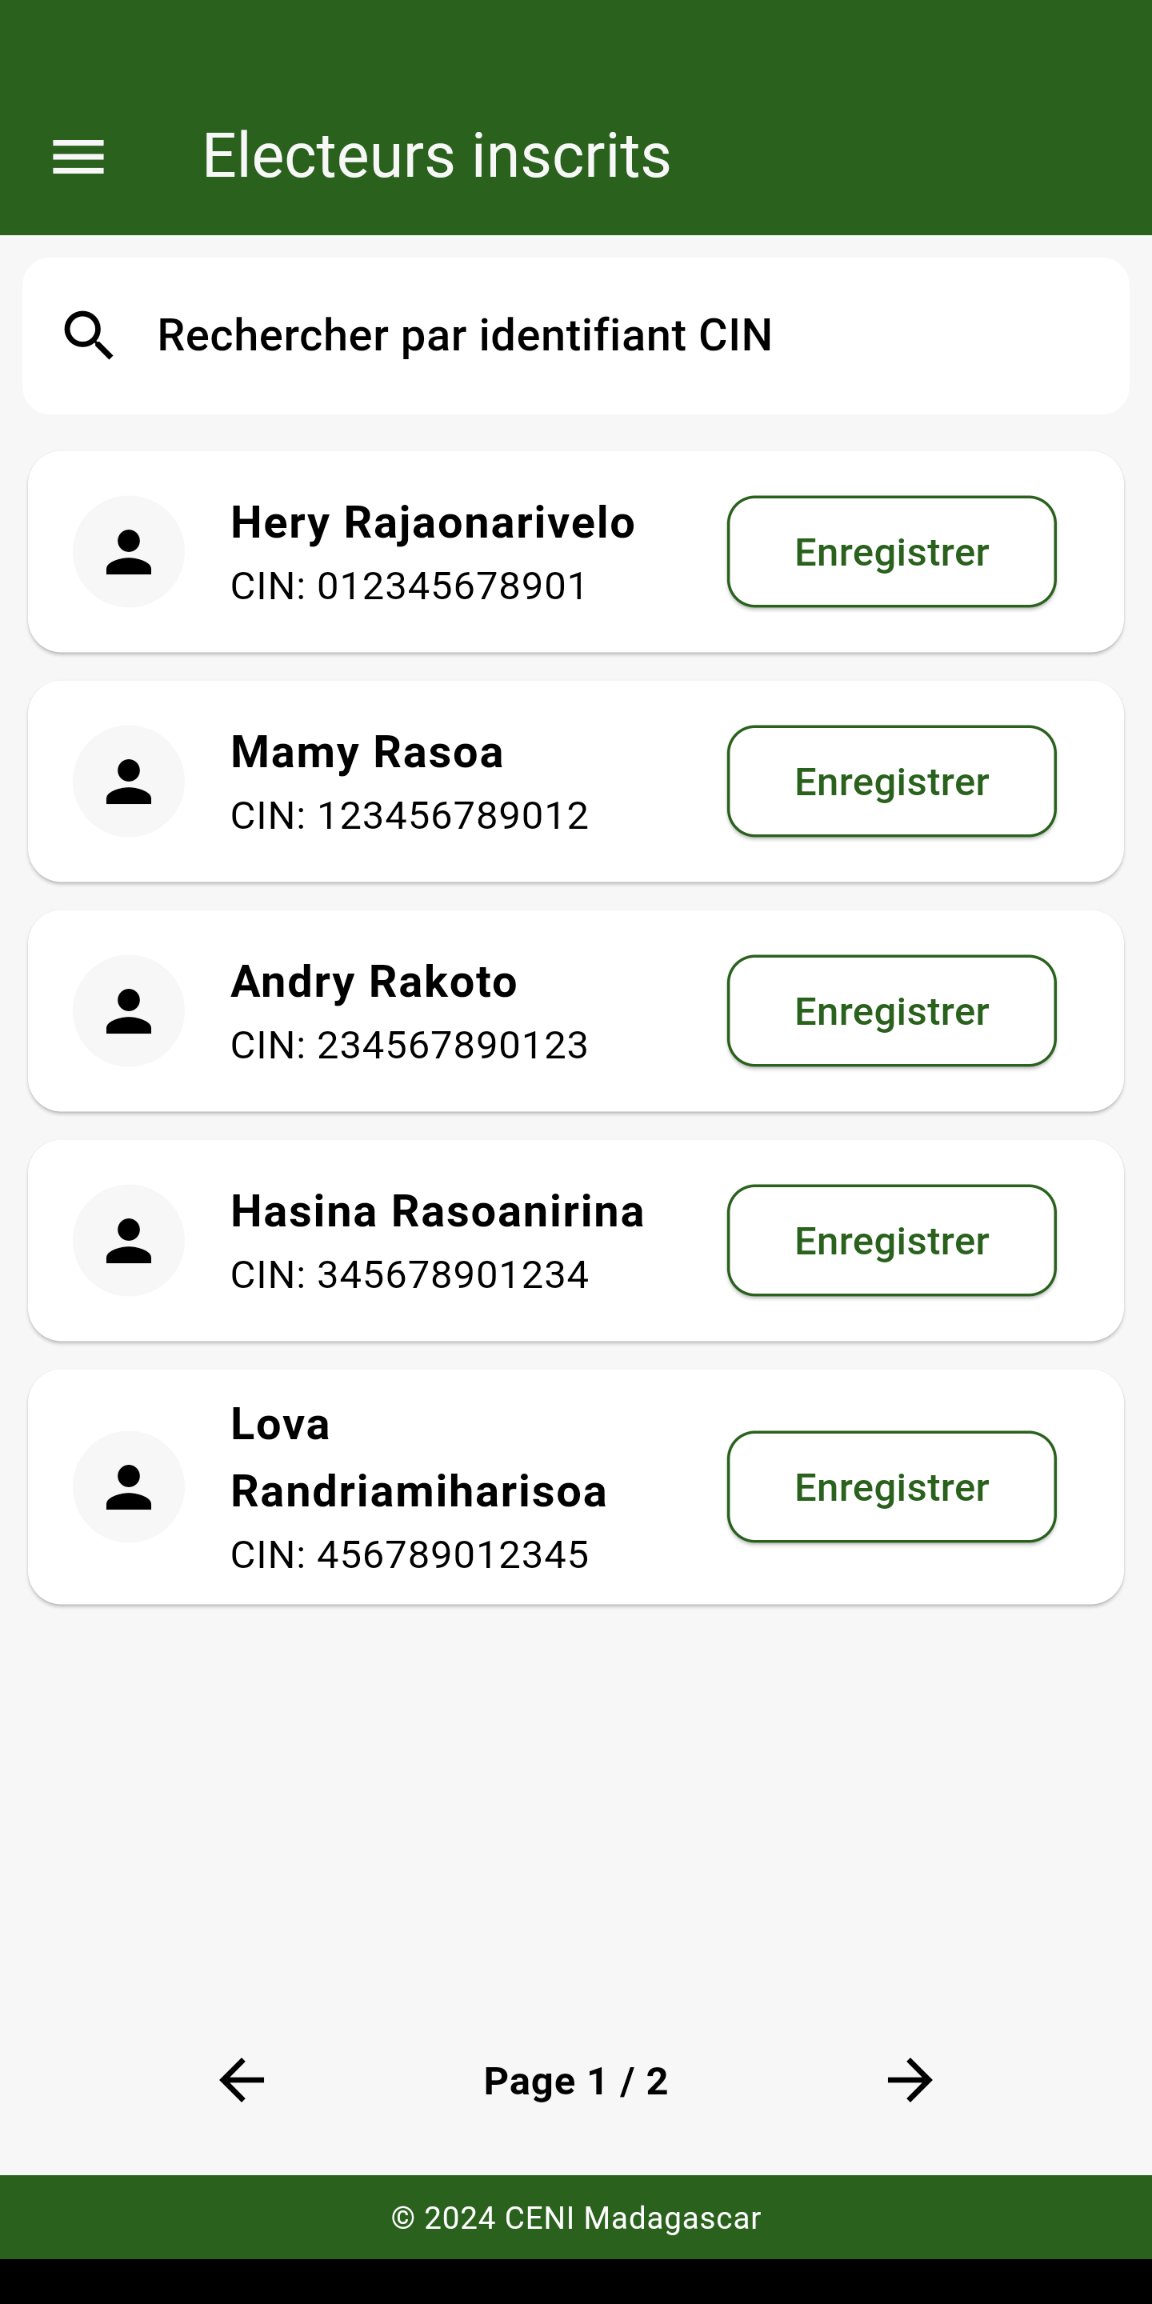 Electeurs inscrits
Rechercher par identifiant CIN
Hery Rajaonarivelo
CIN: 012345678901
Enregistrer
Mamy Rasoa
CIN: 123456789012
Enregistrer
Andry Rakoto
CIN: 234567890123
Enregistrer
Hasina Rasoanirina
CIN: 345678901234
Enregistrer
Lova
Randriamiharisoa
CIN: 456789012345
Enregistrer
Page 1 / 2
© 2024 CENI Madagascar